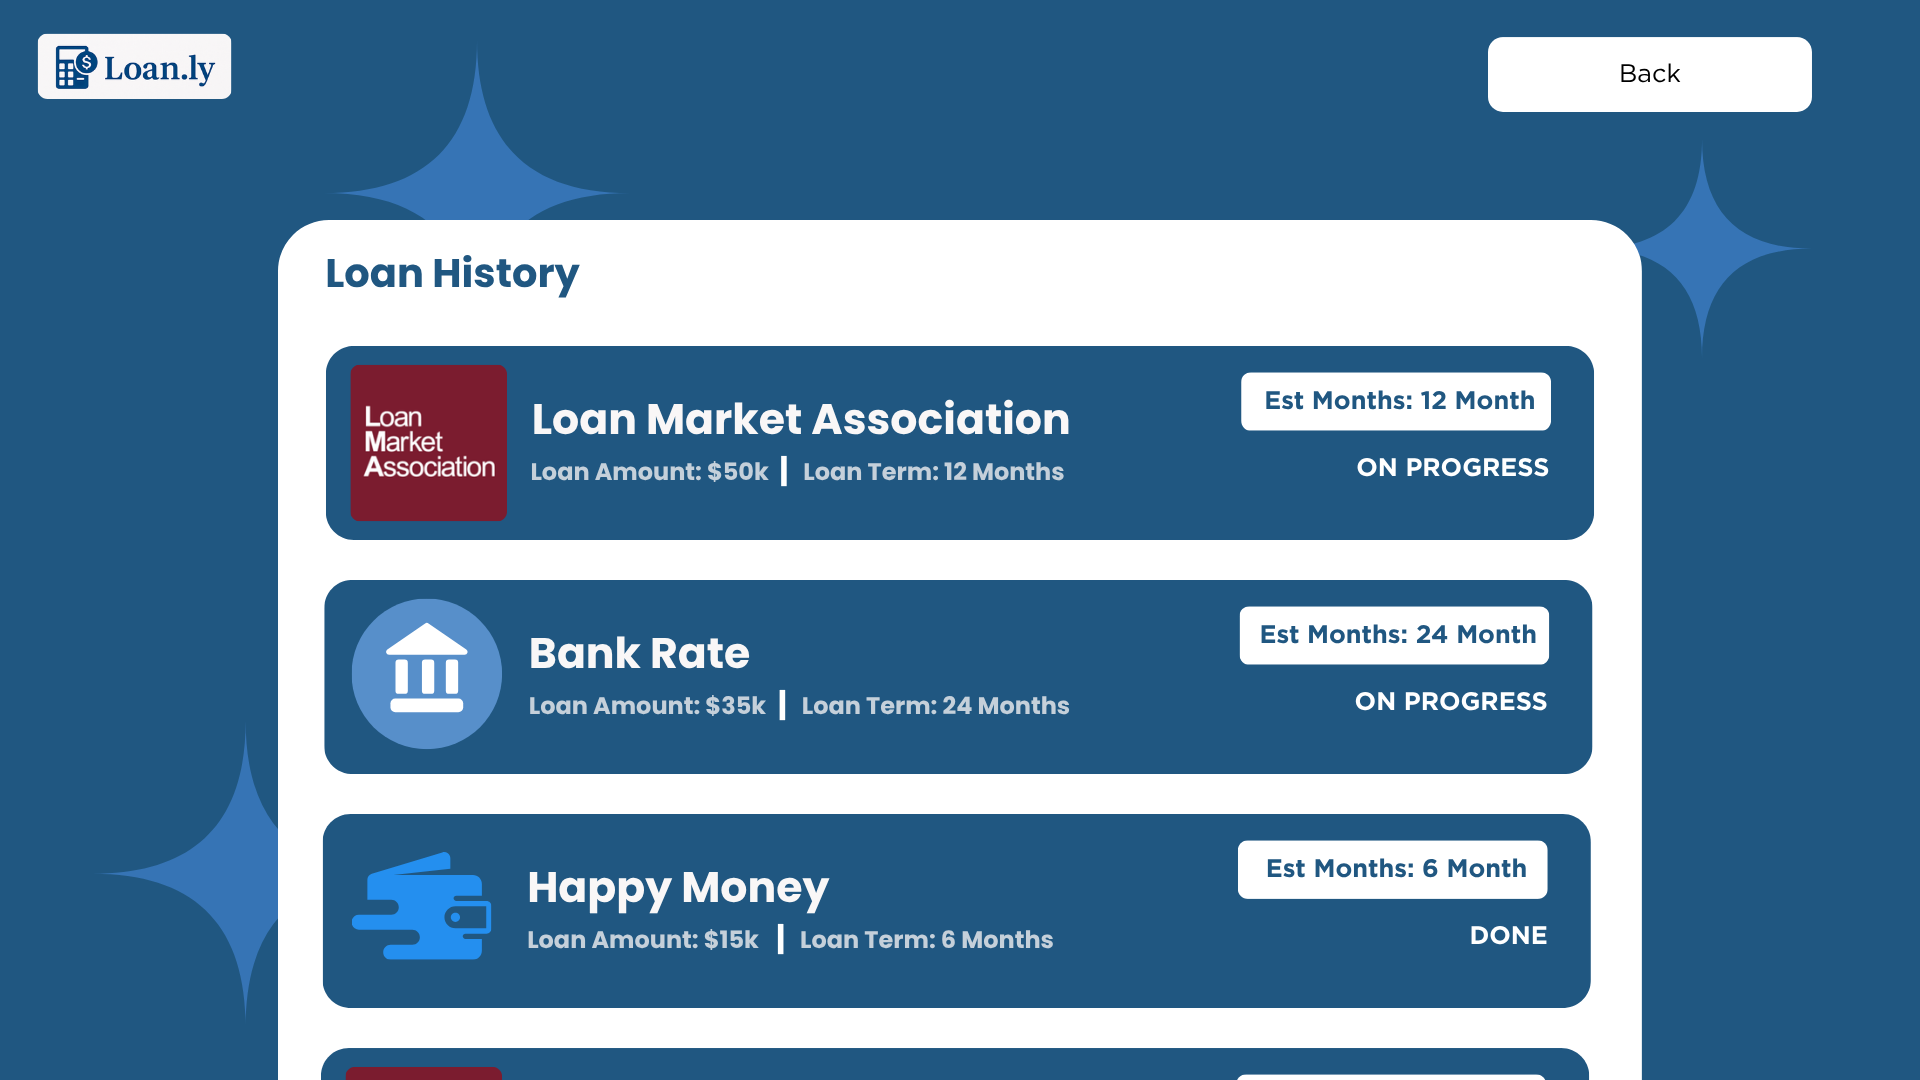 $ Loan.ly
Back
Loan History
Loan
Market
Association
Loan Market Association
Loan Amount: $50k | Loan Term: 12 Months
Est Months: 12 Month
ON PROGRESS
Bank Rate
Loan Amount: $35k | Loan Term: 24 Months
Est Months: 24 Month
ON PROGRESS
Happy Money
Loan Amount: $15k | Loan Term: 6 Months
Est Months: 6 Month
DONE